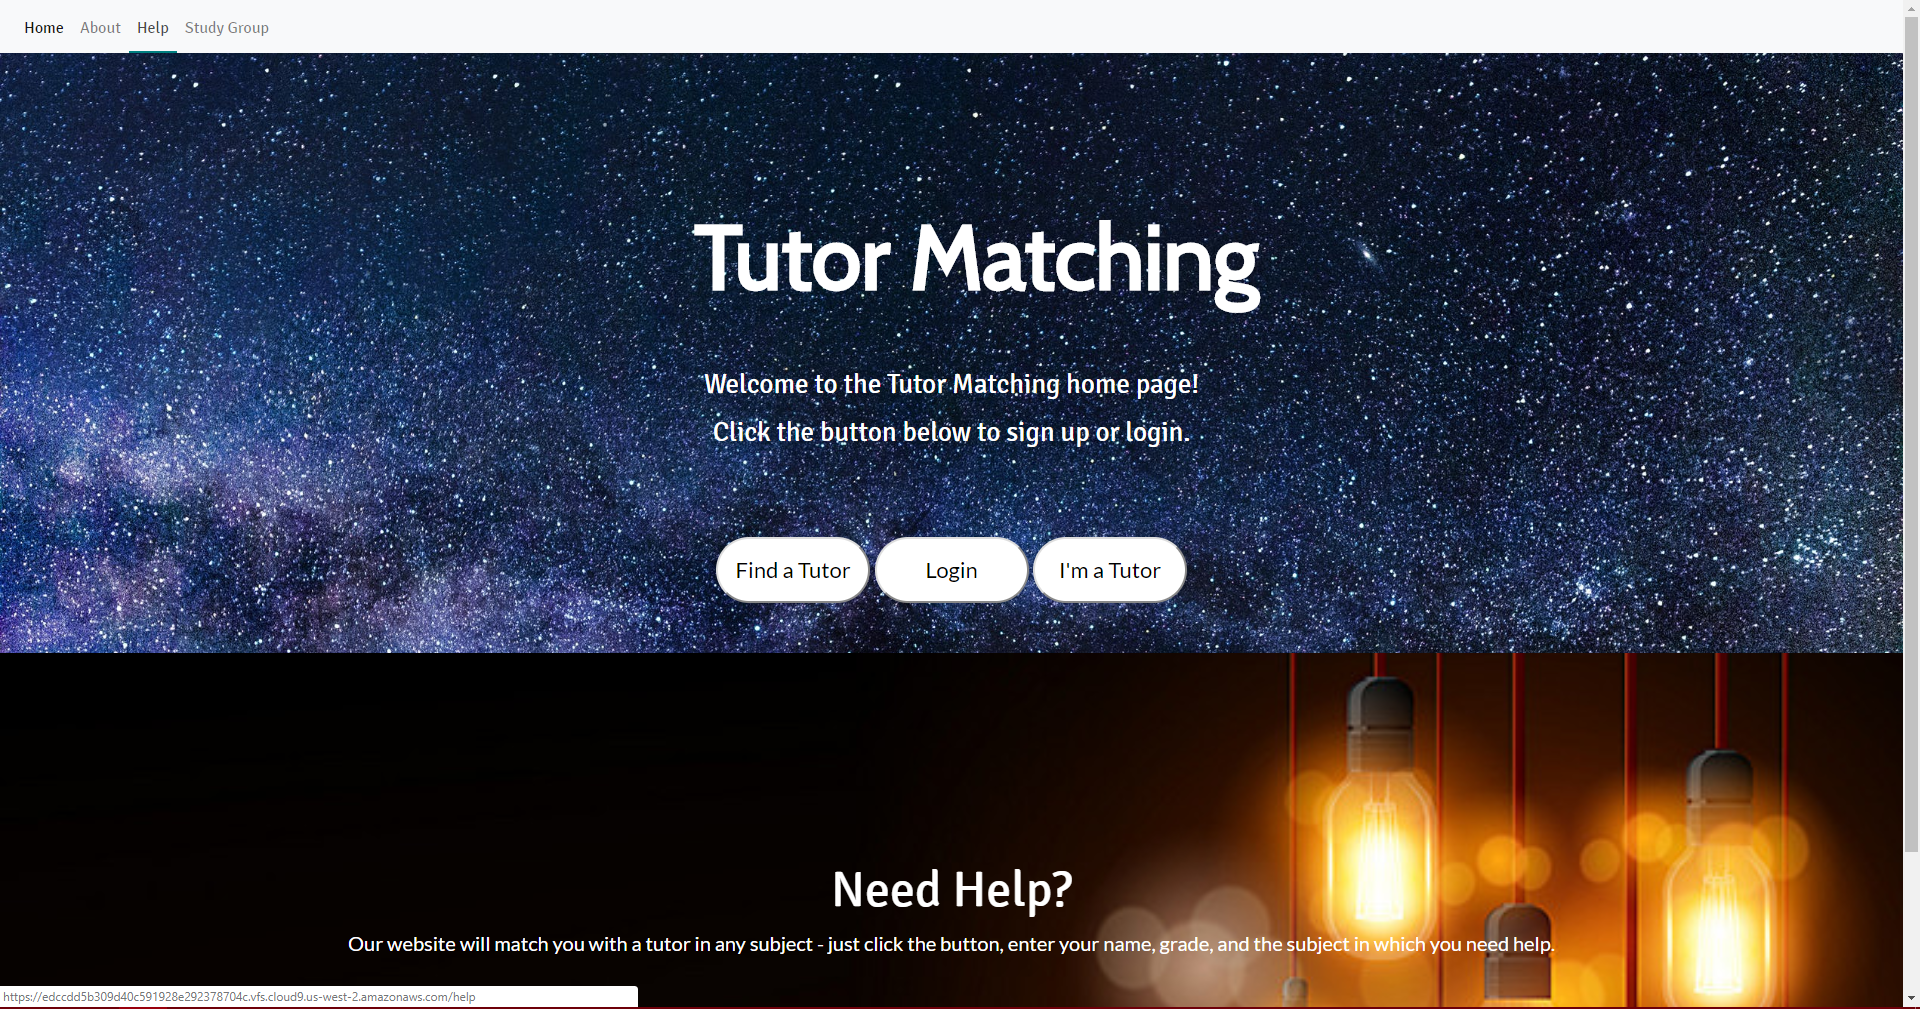 Home About Help Study Group
Tutor Matching
Welcome to the Tutor Matching home page!
Click the button below to sign up or login.
Find a Tutor Login I'm a Tutor
Need Help?
Our website will match you with a tutor in any subject - just click the button, enter your name, grade, and the subject in which you need help.
https://edccdd5b309d40c591928e292378704c.vfs.cloud9.us-west-2.amazonaws.com/help